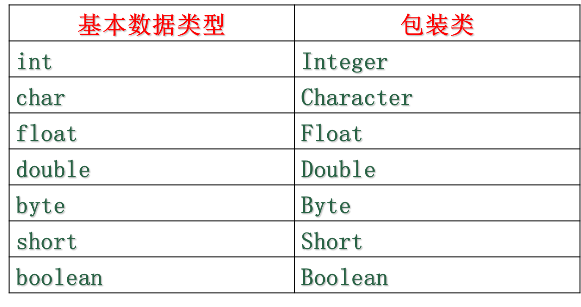 基本数据类型 包装类
int Integer
char Character
float Float
double Double
byte Byte
short Short
boolean Boolean